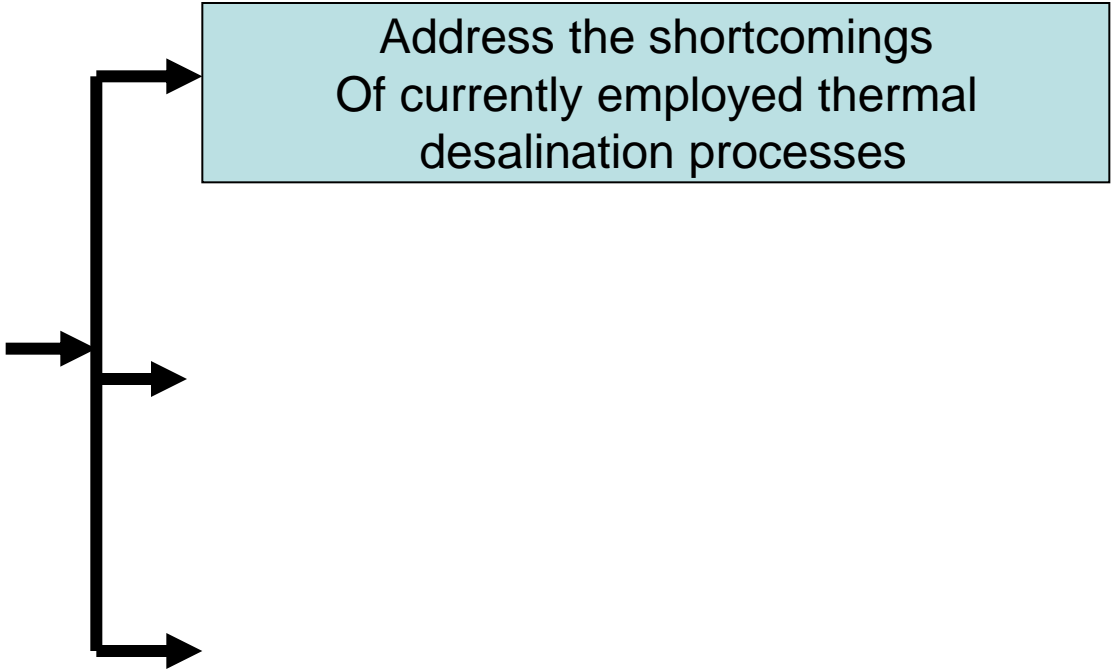 Address the shortcomings
Of currently employed thermal
desalination processes